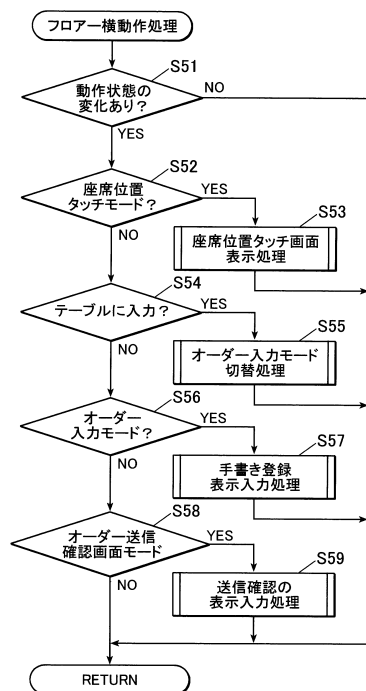 フロアー横動作処理
S51
動作状態の
変化あり?
NO
YES
S52
座席位置
タッチモード?
YES
NO
S53
座席位置タッチ画面
表示処理
S54
テーブルに入力?
YES
NO
S55
オーダー入力モード
切替処理
S56
オーダー
入力モード?
YES
NO
S57
手書き登録
表示入力処理
S58
オーダー送信
確認画面モード
YES
NO
S59
送信確認の
表示入力処理
RETURN